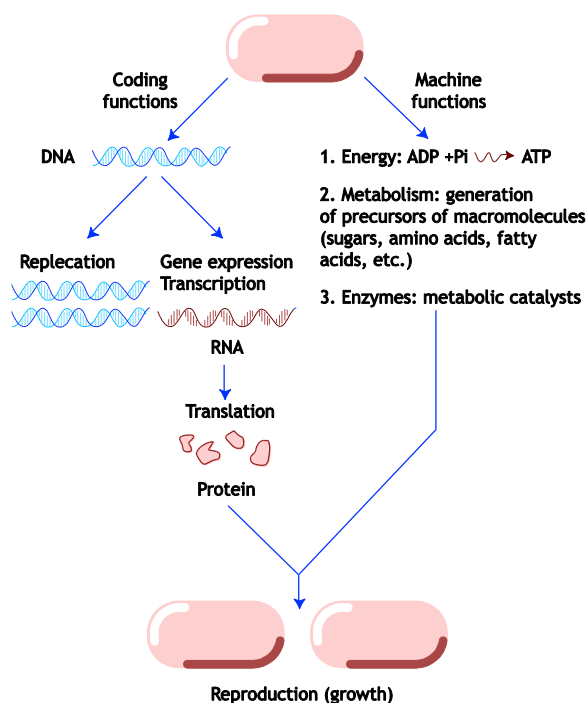 Coding
functions
Machine
functions
DNA
1. Energy: ADP +Pi ATP
2. Metabolism: generation
of precursors of macromolecules
(sugars, amino acids, fatty
acids, etc.)
3. Enzymes: metabolic catalysts
Replecation
Gene expression
Transcription
RNA
Translation
Protein
Reproduction (growth)